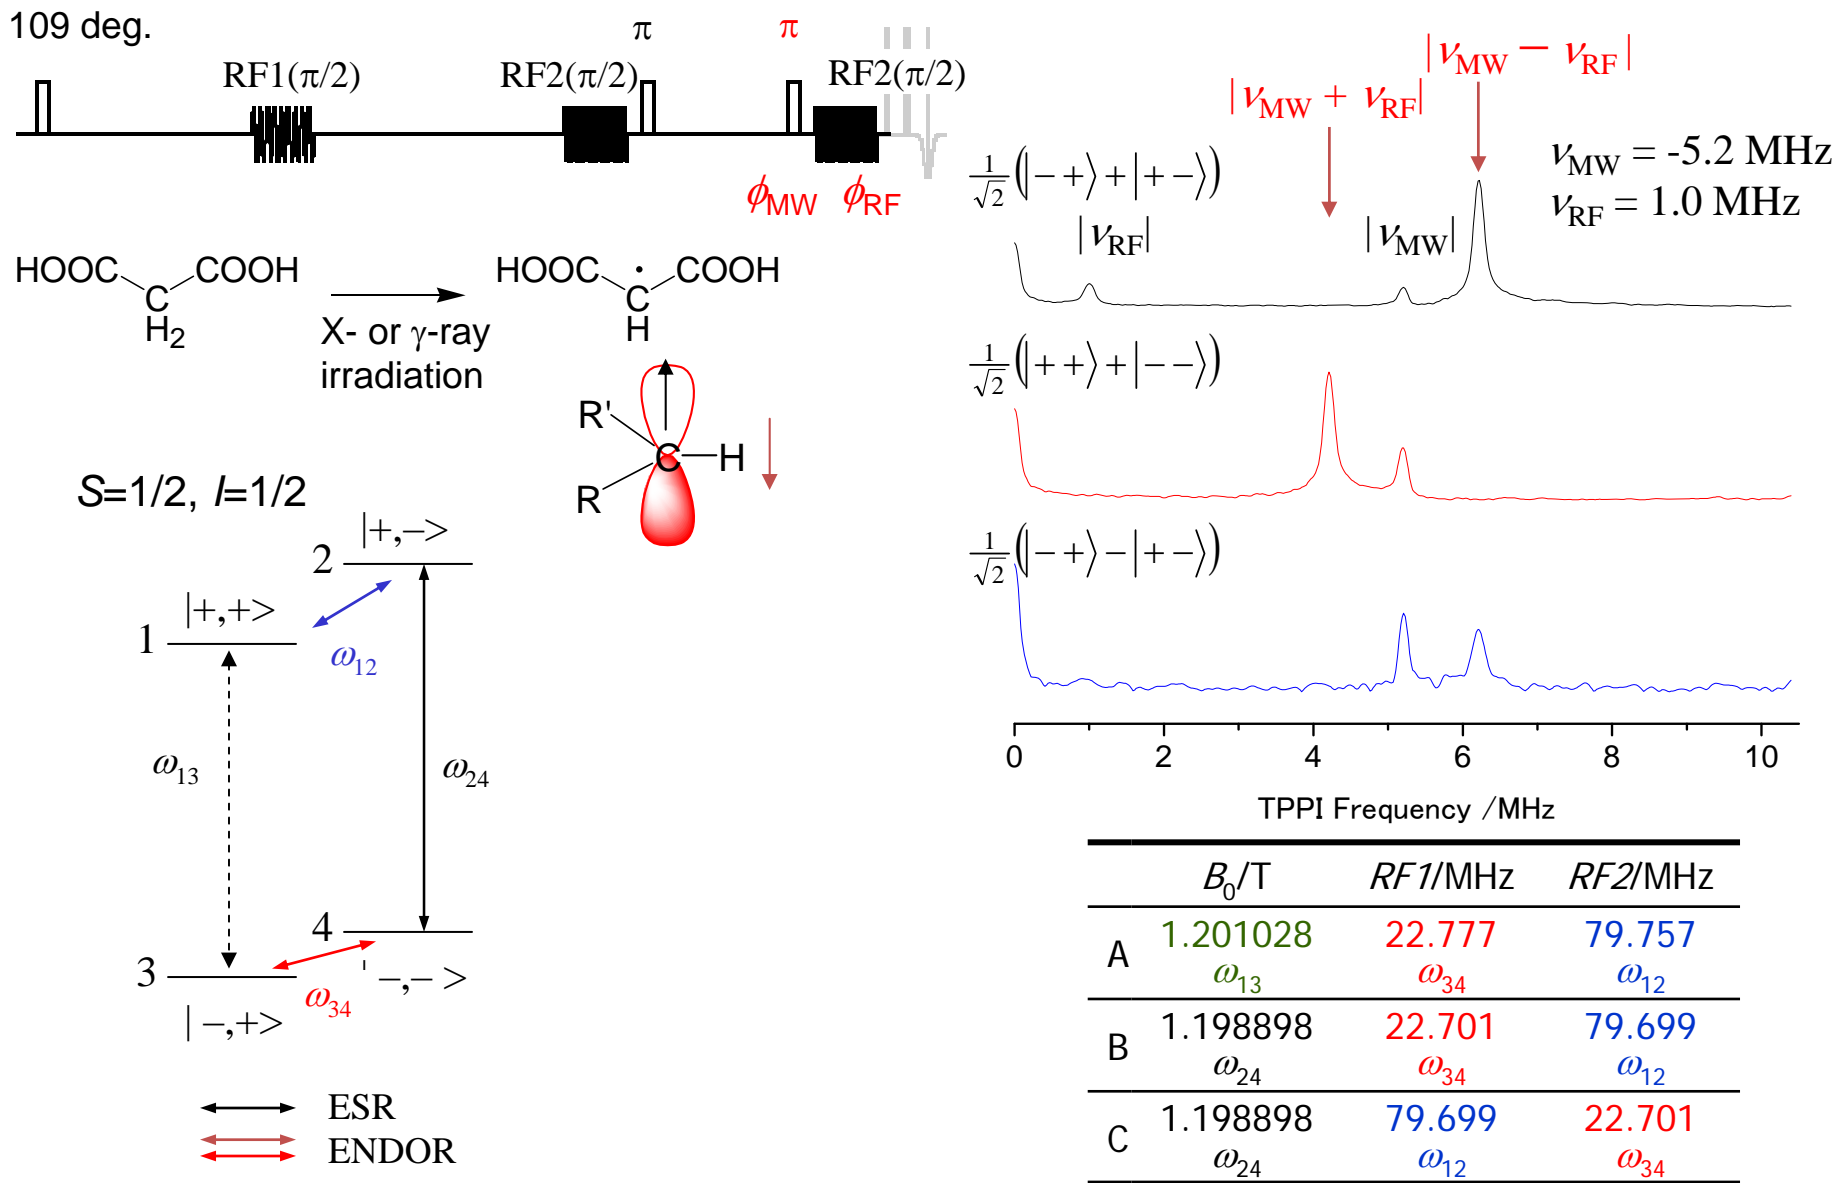 109 deg.
π
π
RF1(π/2)
RF2(π/2)
RF2(π/2)
ϕMW
ϕRF
HOOC
COOH
C
H2
X- or γ-ray
irradiation
HOOC
·
COOH
C
H
R'
C
H
R
S=1/2, I=1/2
|+,−>
2
|+,+>
1
ω12
ω13
ω24
4
−,− >
3
ω34
| −,+>
ESR
ENDOR
|νMW − νRF|
|νMW + νRF|
νMW = -5.2 MHz
νRF = 1.0 MHz
1/√2 (|− +⟩ + |+ −⟩)
|νRF|
|νMW|
1/√2 (|+ +⟩ + |− −⟩)
1/√2 (|− +⟩ − |+ −⟩)
0 2 4 6 8 10
TPPI Frequency /MHz
B0/T RF1/MHz RF2/MHz
A 1.201028 22.777 79.757
ω13 ω34 ω12
B 1.198898 22.701 79.699
ω24 ω34 ω12
C 1.198898 79.699 22.701
ω24 ω12 ω34